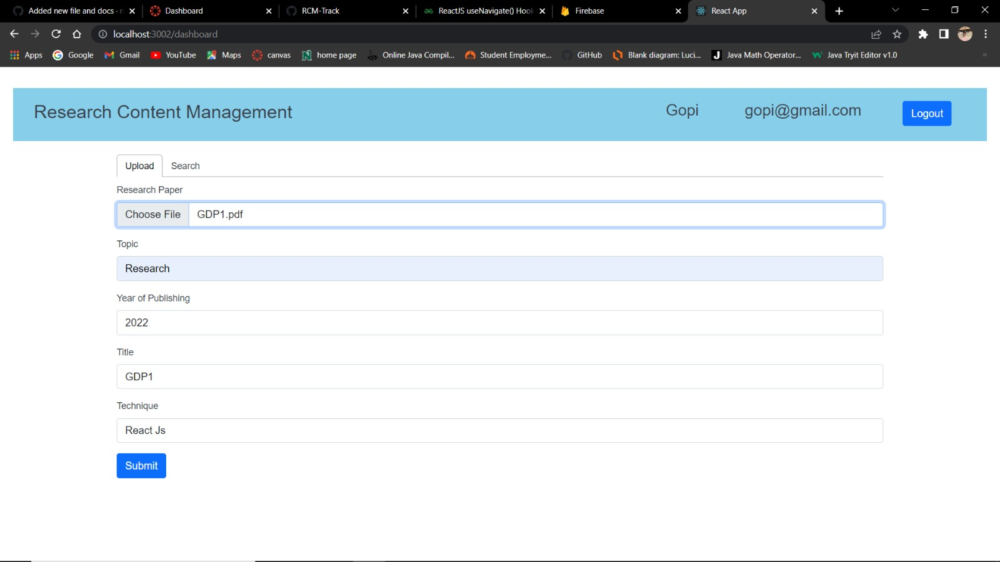 Added new file and docs · n
Dashboard
RCM-Track
ReactJS useNavigate() Hook
Firebase
React App
localhost:3002/dashboard
Apps
Google
Gmail
YouTube
Maps
canvas
home page
Online Java Compil...
Student Employme...
GitHub
Blank diagram: Luci...
Java Math Operator...
Java Tryit Editor v1.0
Research Content Management
Gopi
gopi@gmail.com
Logout
Upload
Search
Research Paper
Choose File
GDP1.pdf
Topic
Research
Year of Publishing
2022
Title
GDP1
Technique
React Js
Submit